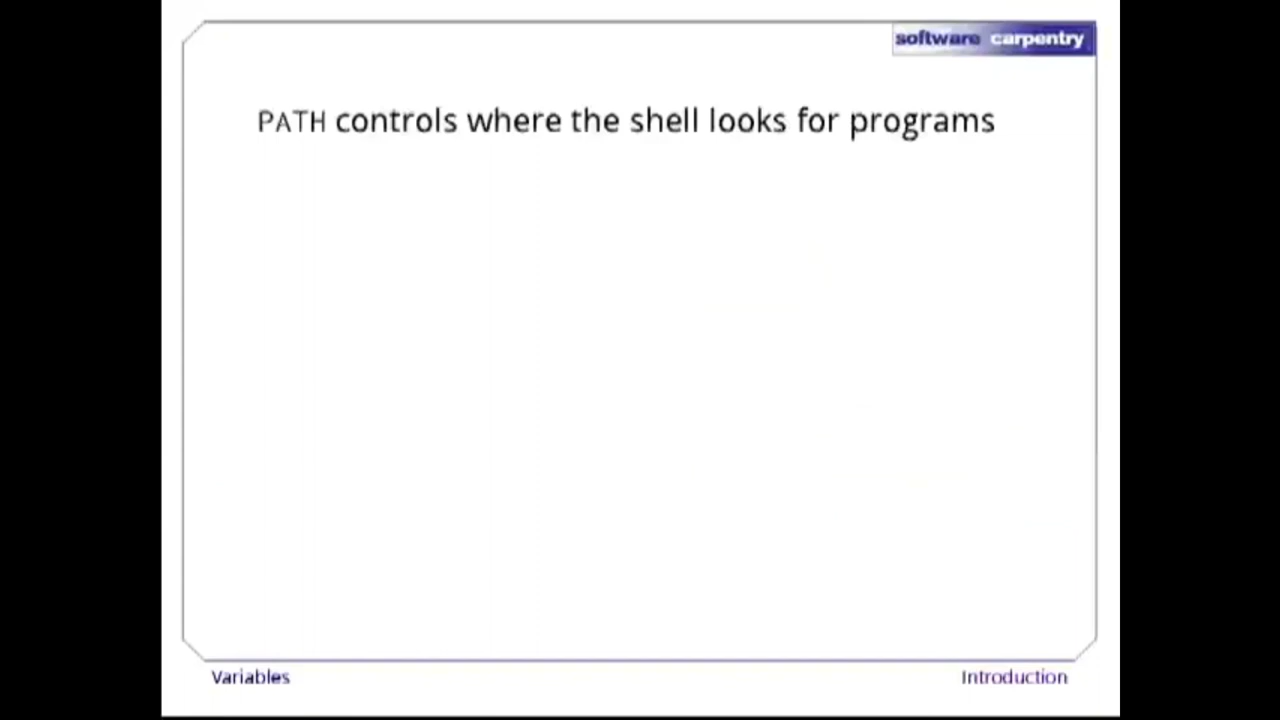 software carpentry
PATH controls where the shell looks for programs
Variables
Introduction